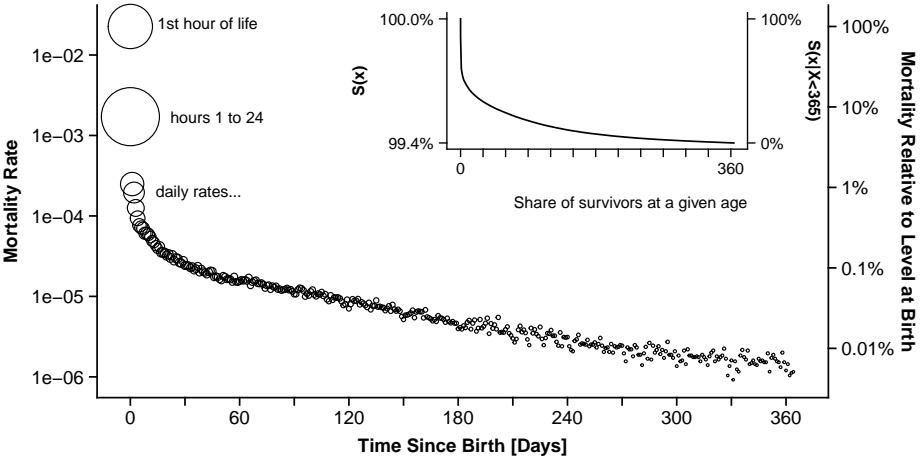 Mortality Rate
1e−02
1e−03
1e−04
1e−05
1e−06
1st hour of life
hours 1 to 24
daily rates...
0
60
120
180
240
300
360
Time Since Birth [Days]
100.0%
99.4%
S(x)
0
360
100%
0%
S(x|X<365)
Share of survivors at a given age
100%
10%
1%
0.1%
0.01%
Mortality Relative to Level at Birth